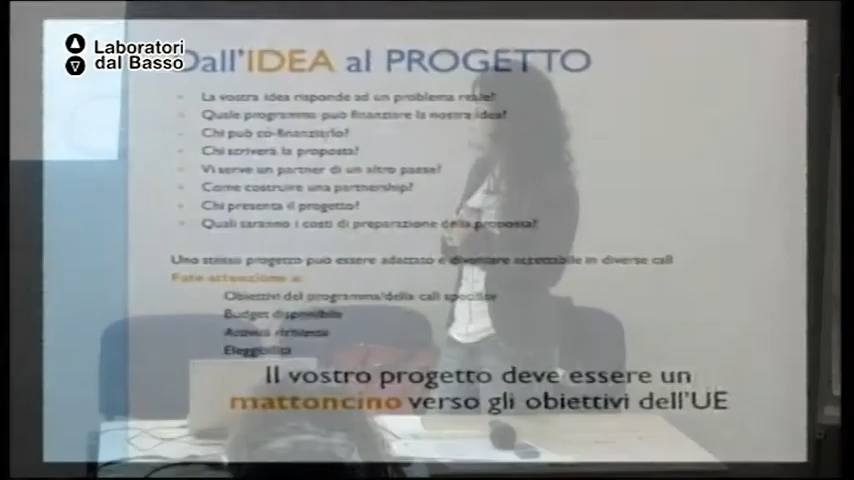 Laboratori
dal Basso
Dall'IDEA al PROGETTO
La vostra idea risponde ad un problema reale?
Quale programma può finanziare la nostra idea?
Chi può co-finanziarlo?
Chi scriverà la proposta?
Vi serve un partner di un altro paese?
Come costruire una partnership?
Chi presenta il progetto?
Quali saranno i costi di preparazione della proposta?
Uno stesso progetto può essere adattato e diventare accettabile in diverse call
Fate attenzione a:
Obiettivi del programma/della call specifica
Budget disponibile
Attività richieste
Eleggibilità
Il vostro progetto deve essere un
mattoncino verso gli obiettivi dell'UE